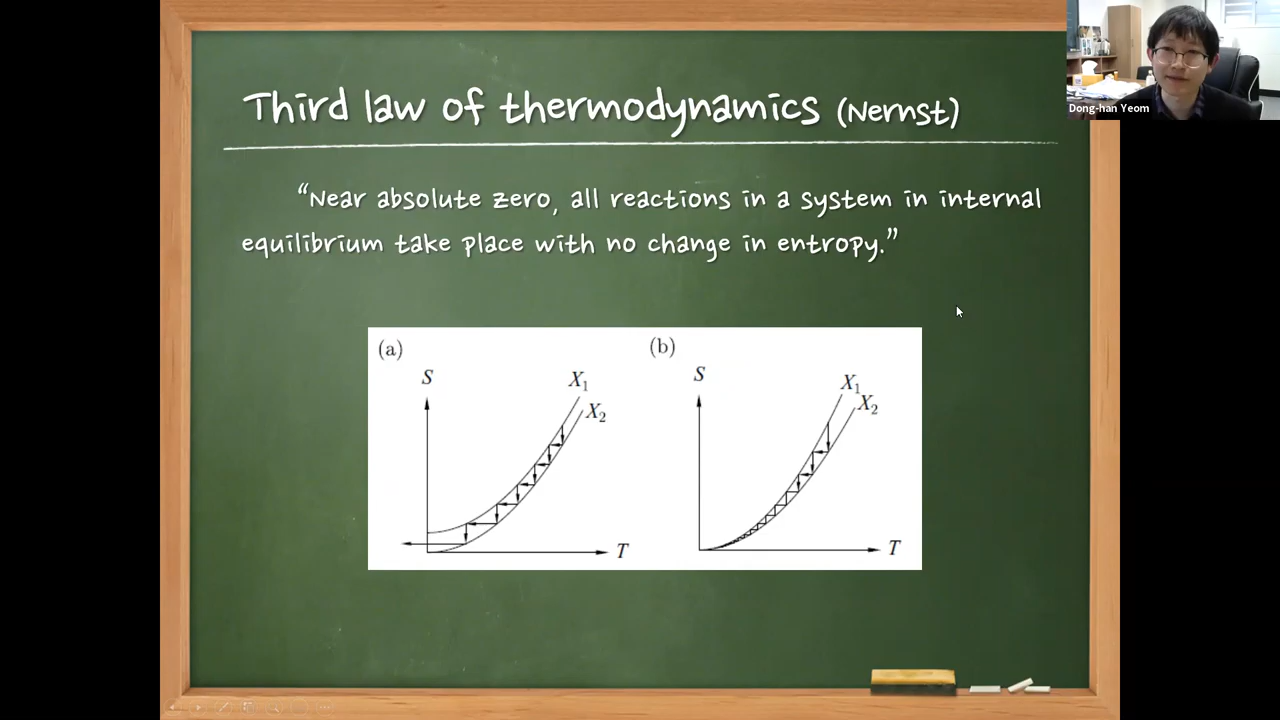 Dong-han Yeom
Third law of thermodynamics (Nernst)
“Near absolute zero, all reactions in a system in internal
equilibrium take place with no change in entropy.”
(a)
S
X1
X2
T
(b)
S
X1
X2
T